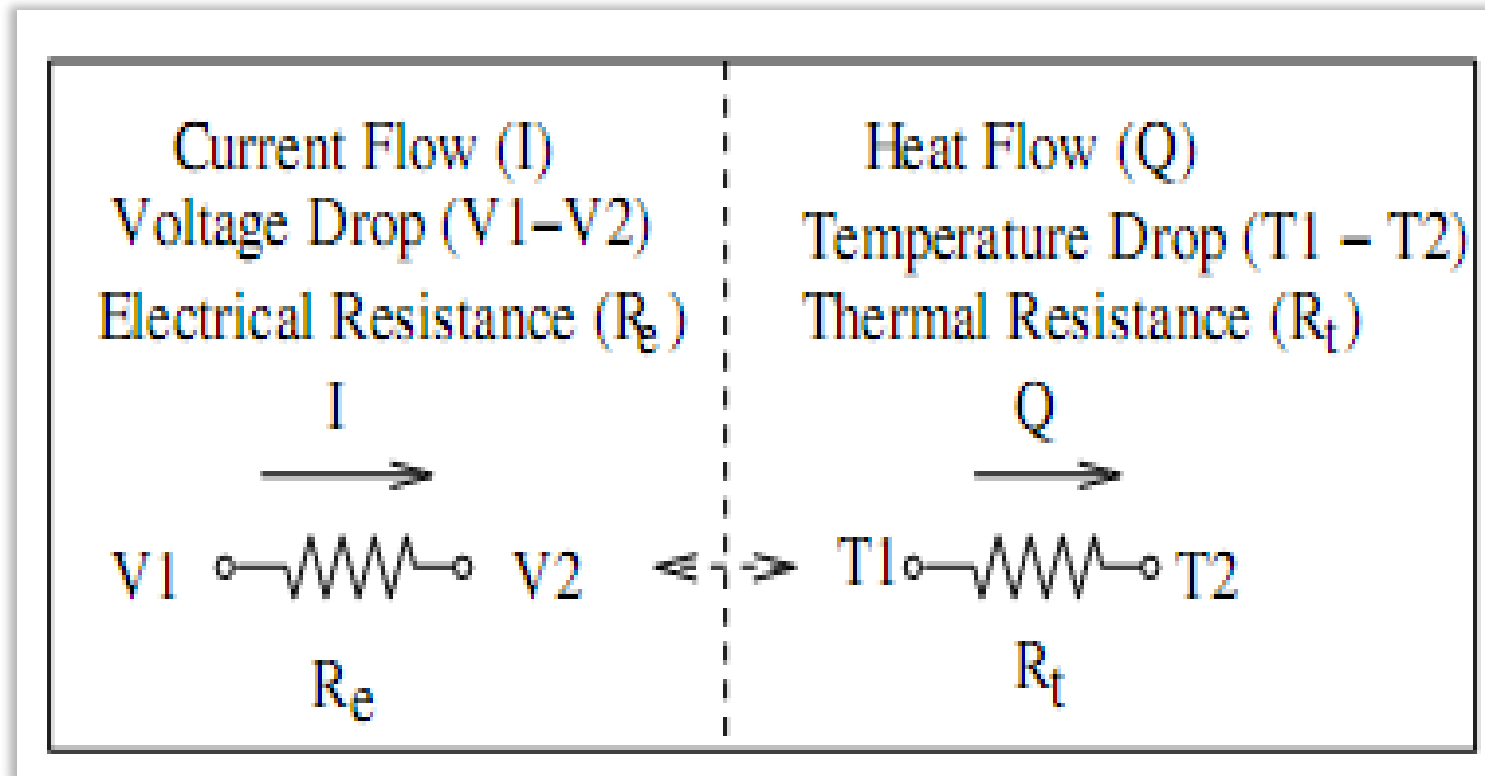 Current Flow (I)
Voltage Drop (V1–V2)
Electrical Resistance (Re)
I
V1
V2
Re
Heat Flow (Q)
Temperature Drop (T1 – T2)
Thermal Resistance (Rt)
Q
T1
T2
Rt